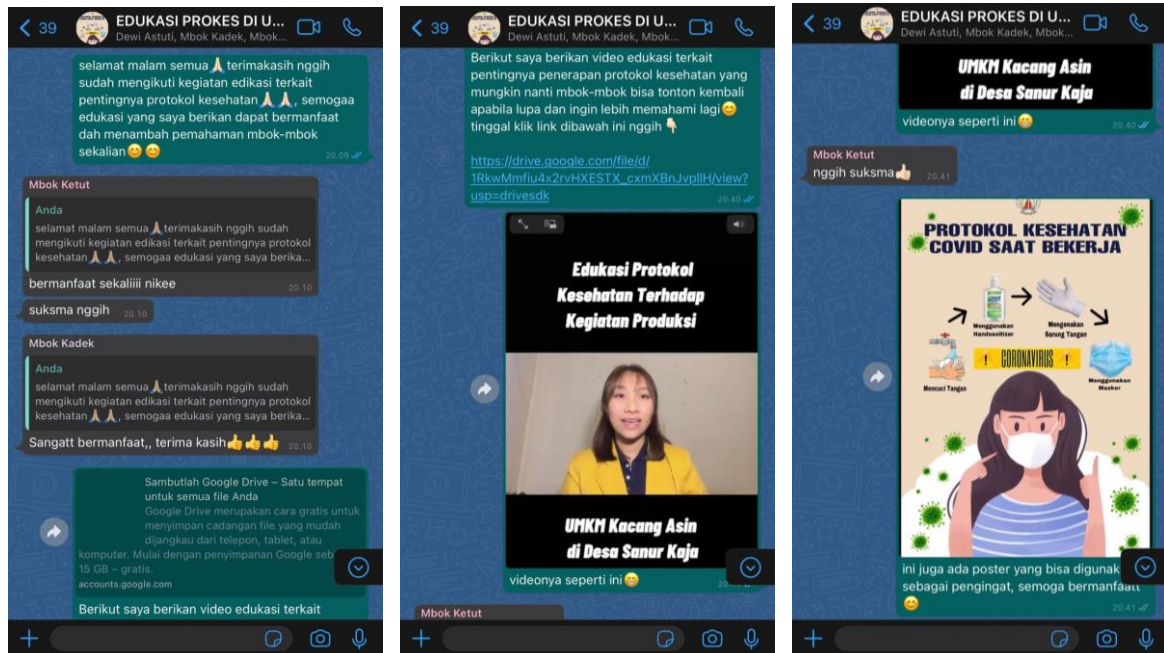 39
EDUKASI PROKES DI U...
Dewi Astuti, Mbok Kadek, Mbok...
selamat malam semua🙏🏻terimakasih nggih
sudah mengikuti kegiatan edikasi terkait
pentingnya protokol kesehatan🙏🏻🙏🏻, semogaa
edukasi yang saya berikan dapat bermanfaat
dah menambah pemahaman mbok-mbok
sekalian😊😊
20.09
Mbok Ketut
Anda
selamat malam semua🙏🏻terimakasih nggih sudah
mengikuti kegiatan edikasi terkait pentingnya protokol
kesehatan🙏🏻🙏🏻, semogaa edukasi yang saya berika...
bermanfaat sekaliiii nikee
20.10
suksma nggih
20.10
Mbok Kadek
Anda
selamat malam semua🙏🏻terimakasih nggih sudah
mengikuti kegiatan edikasi terkait pentingnya protokol
kesehatan🙏🏻🙏🏻, semogaa edukasi yang saya berika...
Sangatt bermanfaat,, terima kasih👍👍👍
20.10
Sambutlah Google Drive – Satu tempat
untuk semua file Anda
Google Drive merupakan cara gratis untuk
menyimpan cadangan file yang mudah
dijangkau dari telepon, tablet, atau
komputer. Mulai dengan penyimpanan Google seb
15 GB – gratis.
accounts.google.com
Berikut saya berikan video edukasi terkait
39
EDUKASI PROKES DI U...
Dewi Astuti, Mbok Kadek, Mbok...
Berikut saya berikan video edukasi terkait
pentingnya penerapan protokol kesehatan yang
mungkin nanti mbok-mbok bisa tonton kembali
apabila lupa dan ingin lebih memahami lagi😊
tinggal klik link dibawah ini nggih👇🏻
https://drive.google.com/file/d/
1RkwMmfiu4x2rvHXESTX_cxmXBnJvpllH/view?
usp=drivesdk
20.40
Edukasi Protokol
Kesehatan Terhadap
Kegiatan Produksi
UMKM Kacang Asin
di Desa Sanur Kaja
videonya seperti ini😁
Mbok Ketut
39
EDUKASI PROKES DI U...
Dewi Astuti, Mbok Kadek, Mbok...
UMKM Kacang Asin
di Desa Sanur Kaja
videonya seperti ini😁
20.40
Mbok Ketut
nggih suksma👍🏻
20.41
PROTOKOL KESEHATAN
COVID SAAT BEKERJA
Menggunakan
Handsanitizer
Mengenakan
Sarung Tangan
! CORONAVIRUS !
Mencuci Tangan
Menggunakan
Masker
ini juga ada poster yang bisa digunak
sebagai pengingat, semoga bermanfaatt
😊
20.41